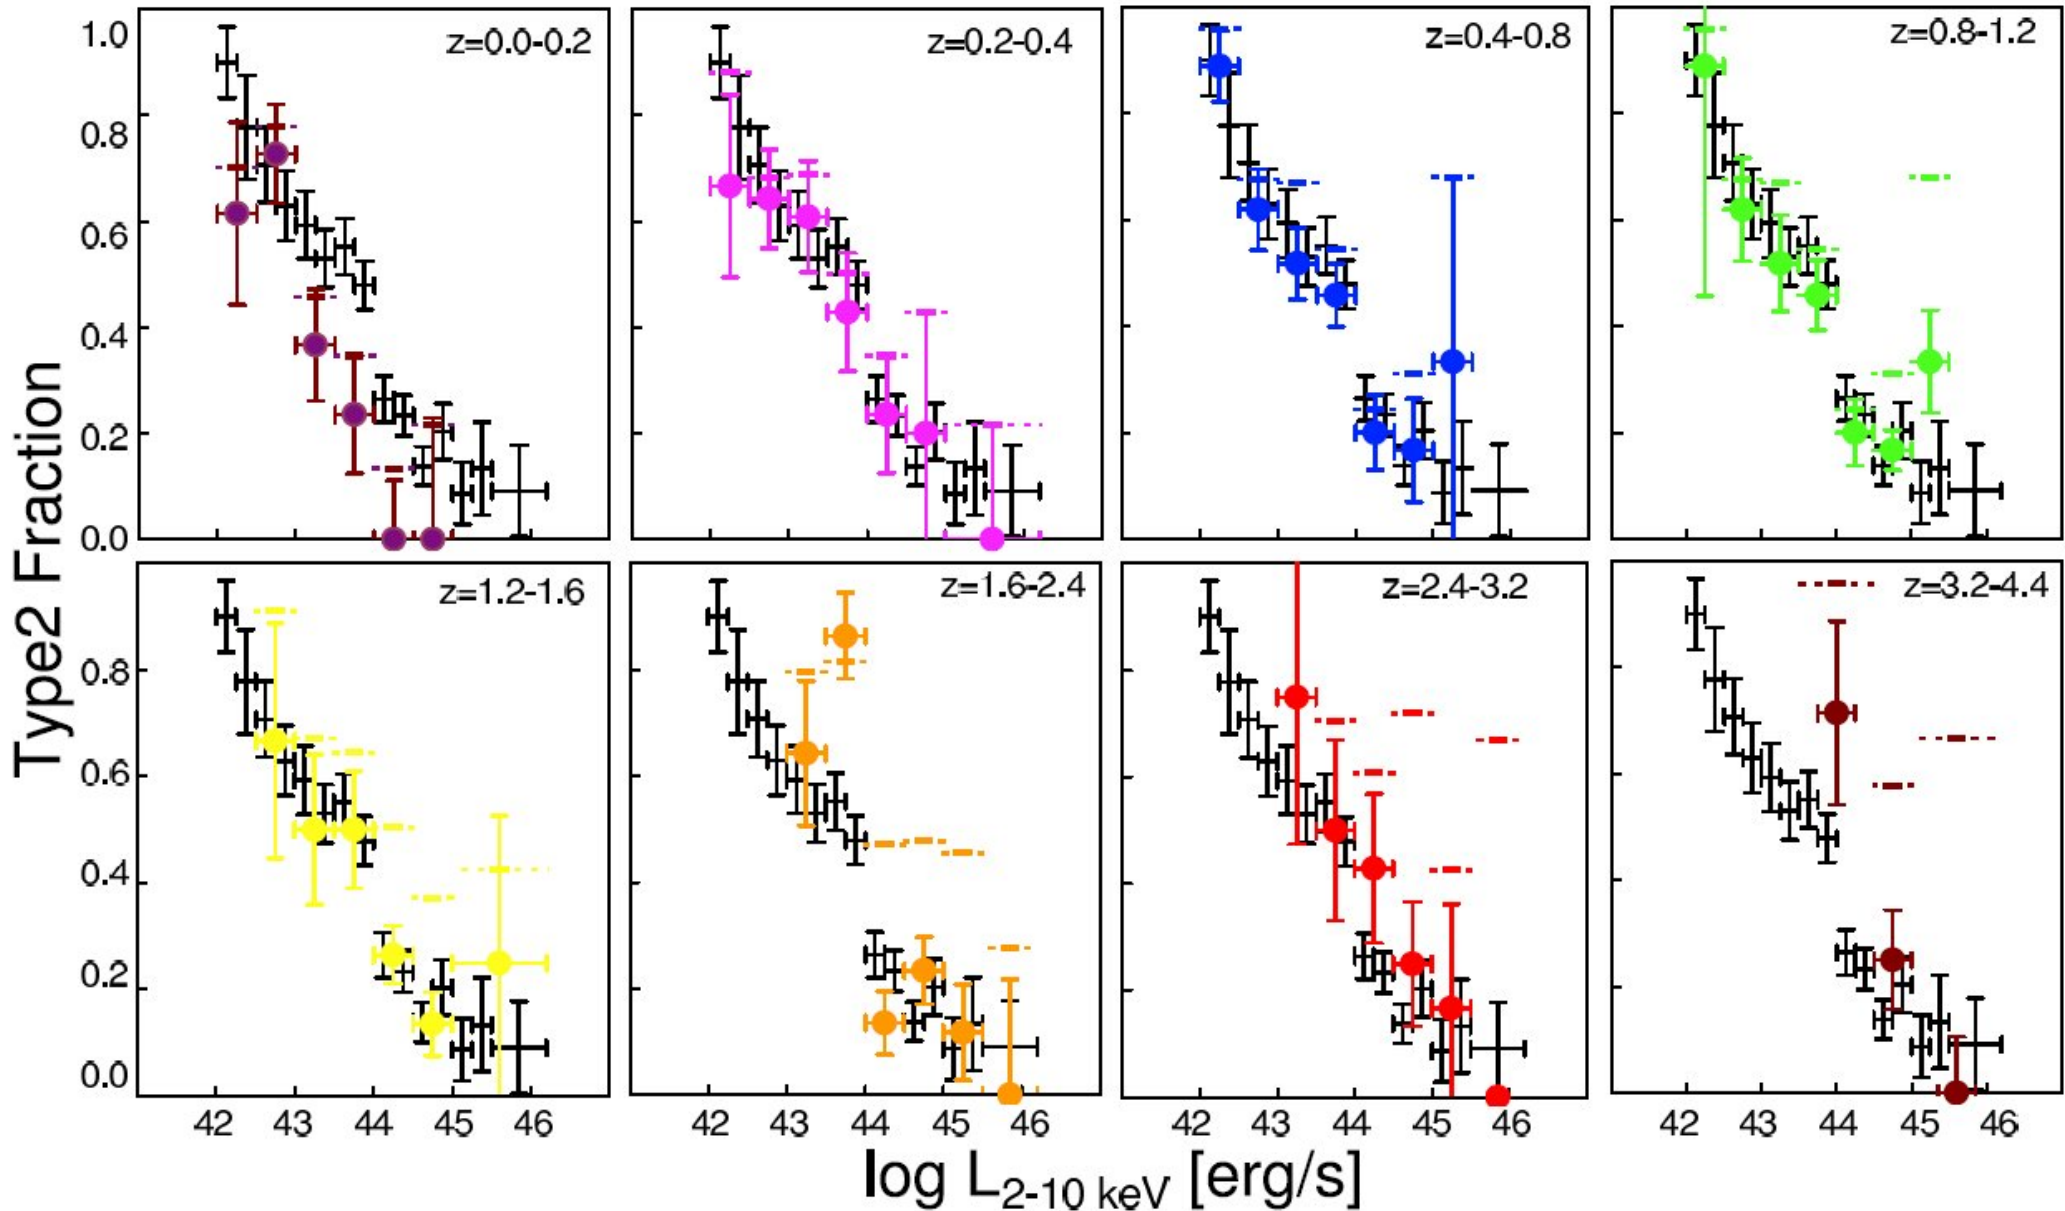 Type2 Fraction
1.0
0.8
0.6
0.4
0.2
0.0
z=0.0-0.2
z=0.2-0.4
z=0.4-0.8
z=0.8-1.2
0.8
0.6
0.4
0.2
0.0
z=1.2-1.6
z=1.6-2.4
z=2.4-3.2
z=3.2-4.4
42 43 44 45 46
42 43 44 45 46
42 43 44 45 46
42 43 44 45 46
log L2-10 keV [erg/s]